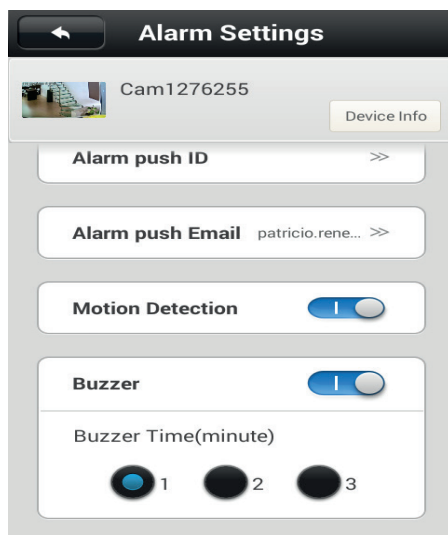 Alarm Settings
Cam1276255
Device Info
Alarm push ID >>
Alarm push Email patricio.rene... >>
Motion Detection
Buzzer
Buzzer Time(minute)
1 2 3